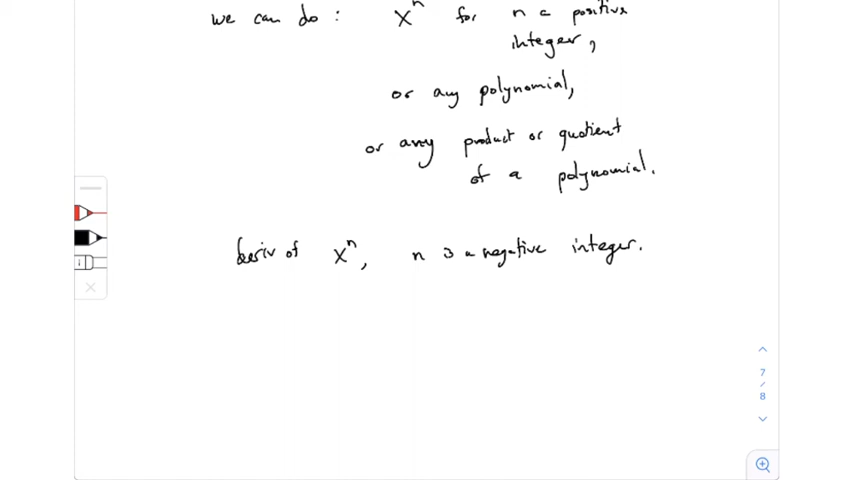 we can do : xⁿ for n a positive
integer,
or any polynomial,
or any product or quotient
of a polynomial.
deriv of xⁿ, n is a negative integer.
7
/
8